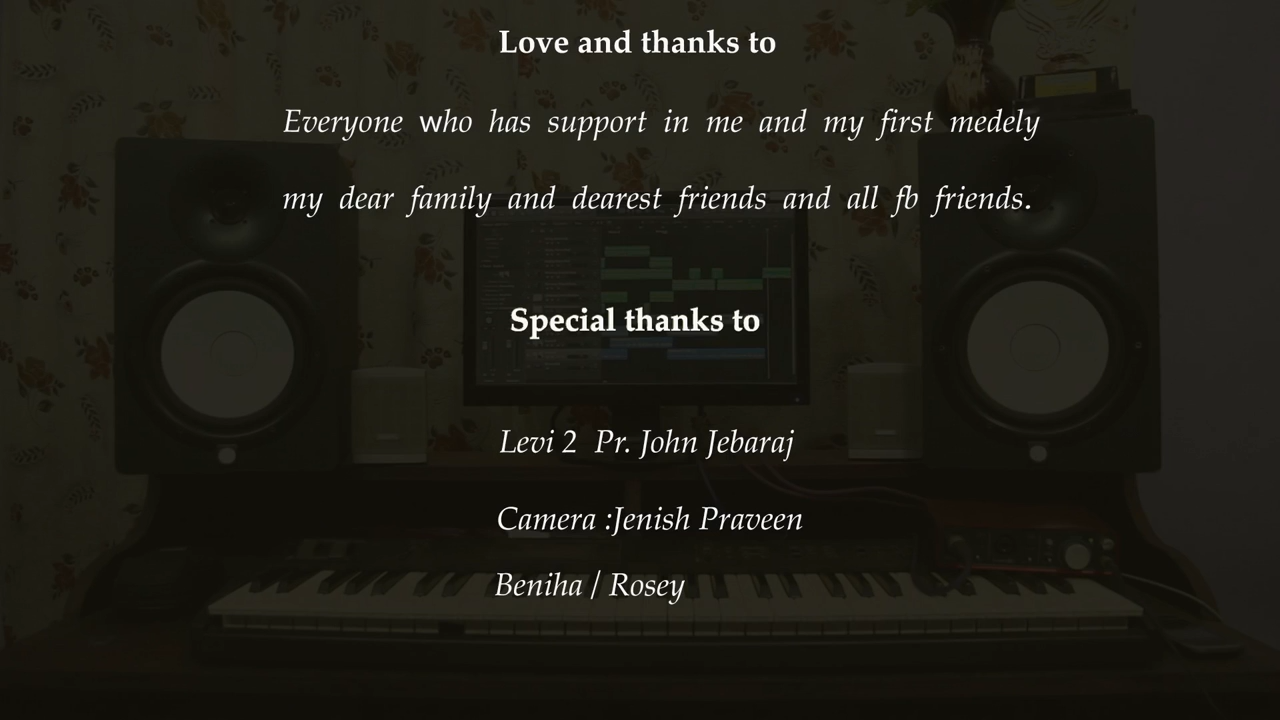 Love and thanks to
Everyone who has support in me and my first medely
my dear family and dearest friends and all fb friends.
Special thanks to
Levi 2 Pr. John Jebaraj
Camera :Jenish Praveen
Beniha / Rosey